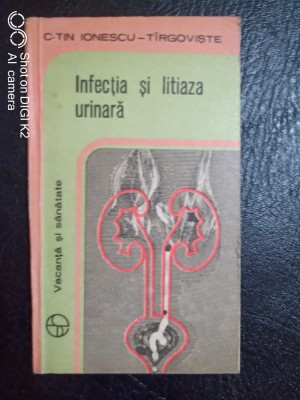 C-TIN IONESCU-TÎRGOVIȘTE
Infecția și litiaza
urinară
Vacanță și sănătate
Shot on DIGI K2
AI camera